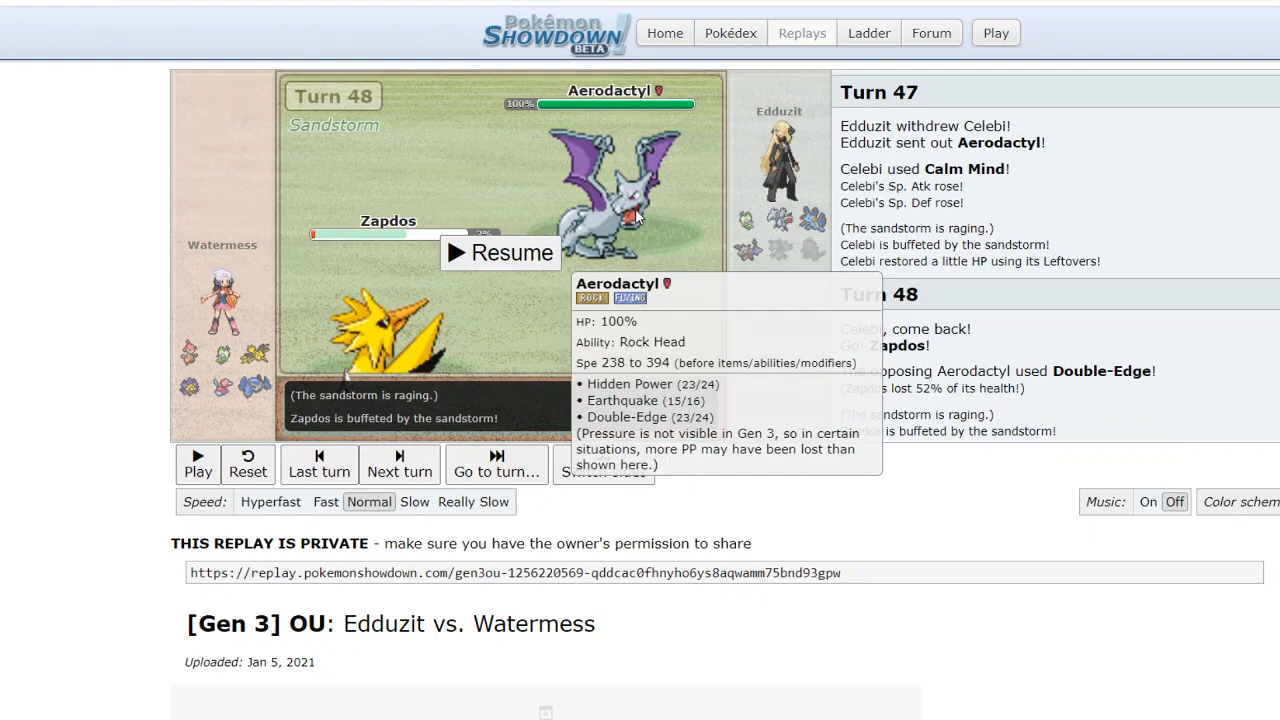 Pokémon
SHOWDOWN!
BETA
Home
Pokédex
Replays
Ladder
Forum
Play
Turn 48
Sandstorm
Aerodactyl
100%
Zapdos
2%
Resume
Watermess
Edduzit
(The sandstorm is raging.)
Zapdos is buffeted by the sandstorm!
Aerodactyl
ROCK FLYING
HP: 100%
Ability: Rock Head
Spe 238 to 394 (before items/abilities/modifiers)
• Hidden Power (23/24)
• Earthquake (15/16)
• Double-Edge (23/24)
(Pressure is not visible in Gen 3, so in certain
situations, more PP may have been lost than
shown here.)
Turn 47
Edduzit withdrew Celebi!
Edduzit sent out Aerodactyl!
Celebi used Calm Mind!
Celebi's Sp. Atk rose!
Celebi's Sp. Def rose!
(The sandstorm is raging.)
Celebi is buffeted by the sandstorm!
Celebi restored a little HP using its Leftovers!
Turn 48
, come back!
Zapdos!
opposing Aerodactyl used Double-Edge!
lost 52% of its health!)
sandstorm is raging.)
is buffeted by the sandstorm!
Play
Reset
Last turn
Next turn
Go to turn...
Speed: Hyperfast Fast Normal Slow Really Slow
Music: On Off
Color schem
THIS REPLAY IS PRIVATE - make sure you have the owner's permission to share
https://replay.pokemonshowdown.com/gen3ou-1256220569-qddcac0fhnyho6ys8aqwamm75bnd93gpw
[Gen 3] OU: Edduzit vs. Watermess
Uploaded: Jan 5, 2021